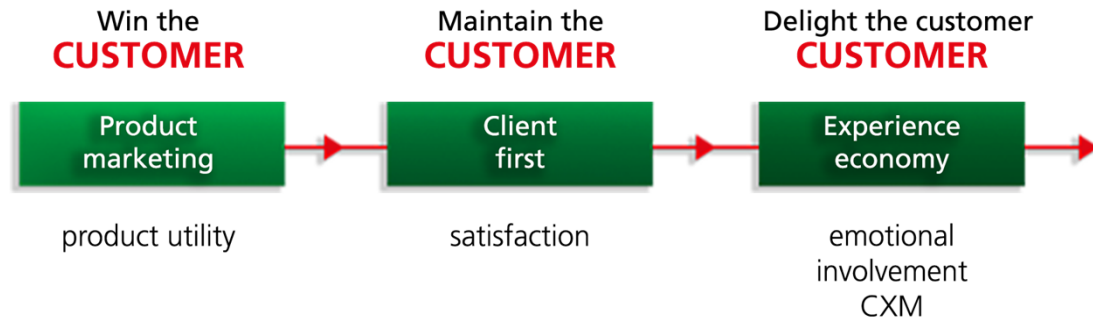 Win the
CUSTOMER
Product
marketing
product utility
Maintain the
CUSTOMER
Client
first
satisfaction
Delight the customer
CUSTOMER
Experience
economy
emotional
involvement
CXM